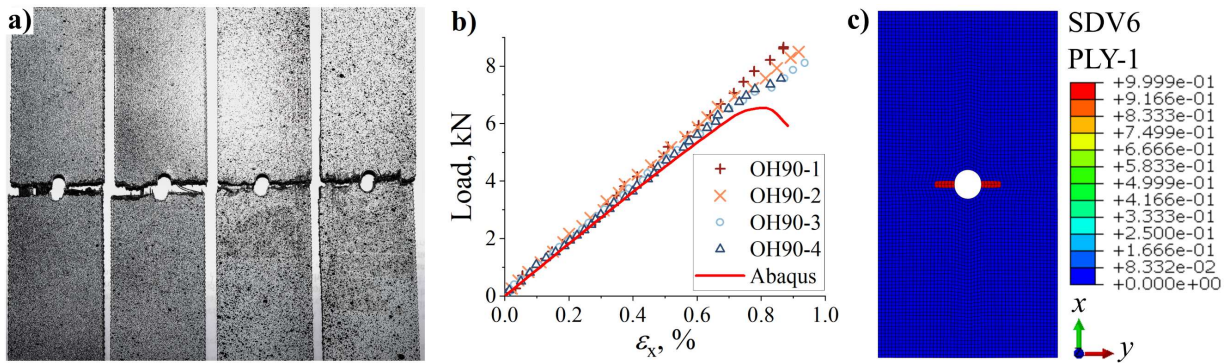 a)
b)
Load, kN
8
6
4
2
0
0.0 0.2 0.4 0.6 0.8 1.0
εx, %
OH90-1
OH90-2
OH90-3
OH90-4
Abaqus
c)
SDV6
PLY-1
+9.999e-01
+9.166e-01
+8.333e-01
+7.499e-01
+6.666e-01
+5.833e-01
+4.999e-01
+4.166e-01
+3.333e-01
+2.500e-01
+1.666e-01
+8.332e-02
+0.000e+00
x
y